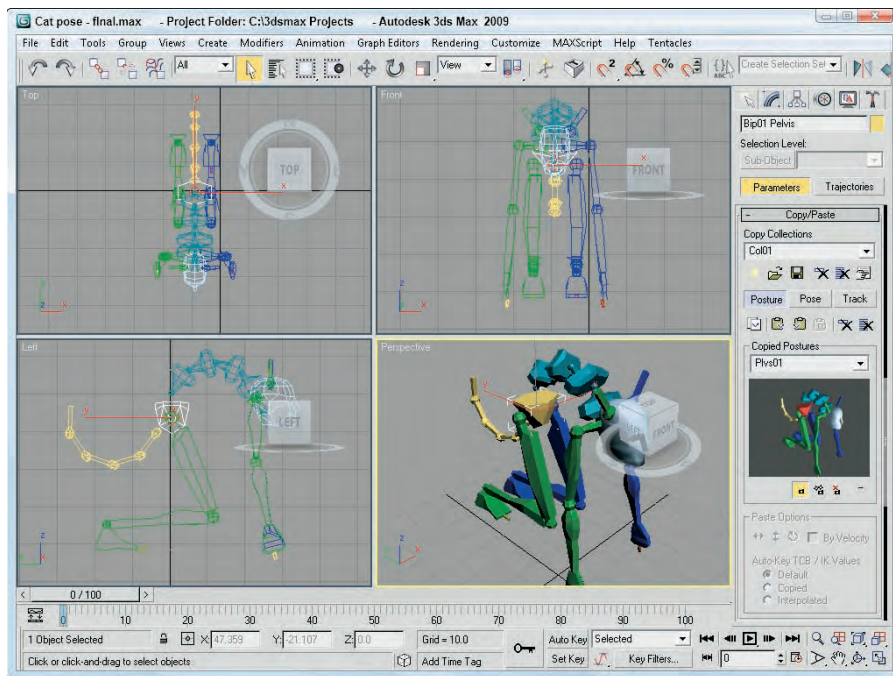 Cat pose - final.max - Project Folder: C:\3dsmax Projects - Autodesk 3ds Max 2009
File Edit Tools Group Views Create Modifiers Animation Graph Editors Rendering Customize MAXScript Help Tentacles
All View Create Selection Set
Top
y
x
TOP
z
x
Front
x
FRONT
z
x
Left
y
LEFT
z
Perspective
y
LEFT FRONT
z
x
Bip01 Pelvis
Selection Level:
Sub-Object
Parameters Trajectories
- Copy/Paste
Copy Collections
Col01
Posture Pose Track
Copied Postures
Plvs01
Paste Options
By Velocity
Auto-Key TCB / IK Values
Default
Copied
Interpolated
< 0 / 100 >
0 10 20 30 40 50 60 70 80 90 100
1 Object Selected X: 47.359 Y: -21.107 Z: 0.0 Grid = 10.0 Auto Key Selected
Click or click-and-drag to select objects Add Time Tag Set Key Key Filters... 0